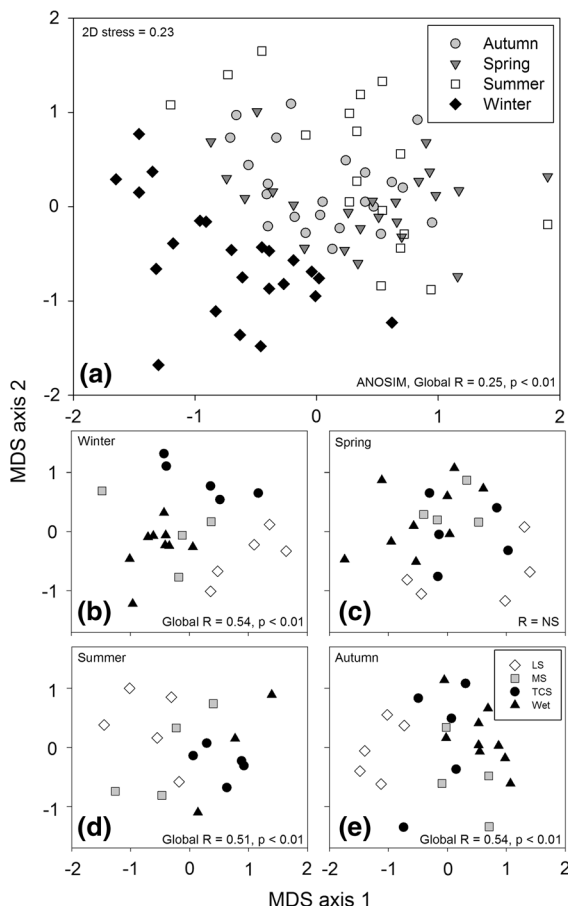 2D stress = 0.23
Autumn
Spring
Summer
Winter
2
1
0
-1
-2
(a)
ANOSIM, Global R = 0.25, p < 0.01
-2 -1 0 1 2
MDS axis 2
Winter
1
0
-1
(b)
Global R = 0.54, p < 0.01
Spring
(c)
R = NS
Summer
1
0
-1
(d)
Global R = 0.51, p < 0.01
-2 -1 0 1 2
Autumn
LS
MS
TCS
Wet
(e)
Global R = 0.54, p < 0.01
-2 -1 0 1 2
MDS axis 1